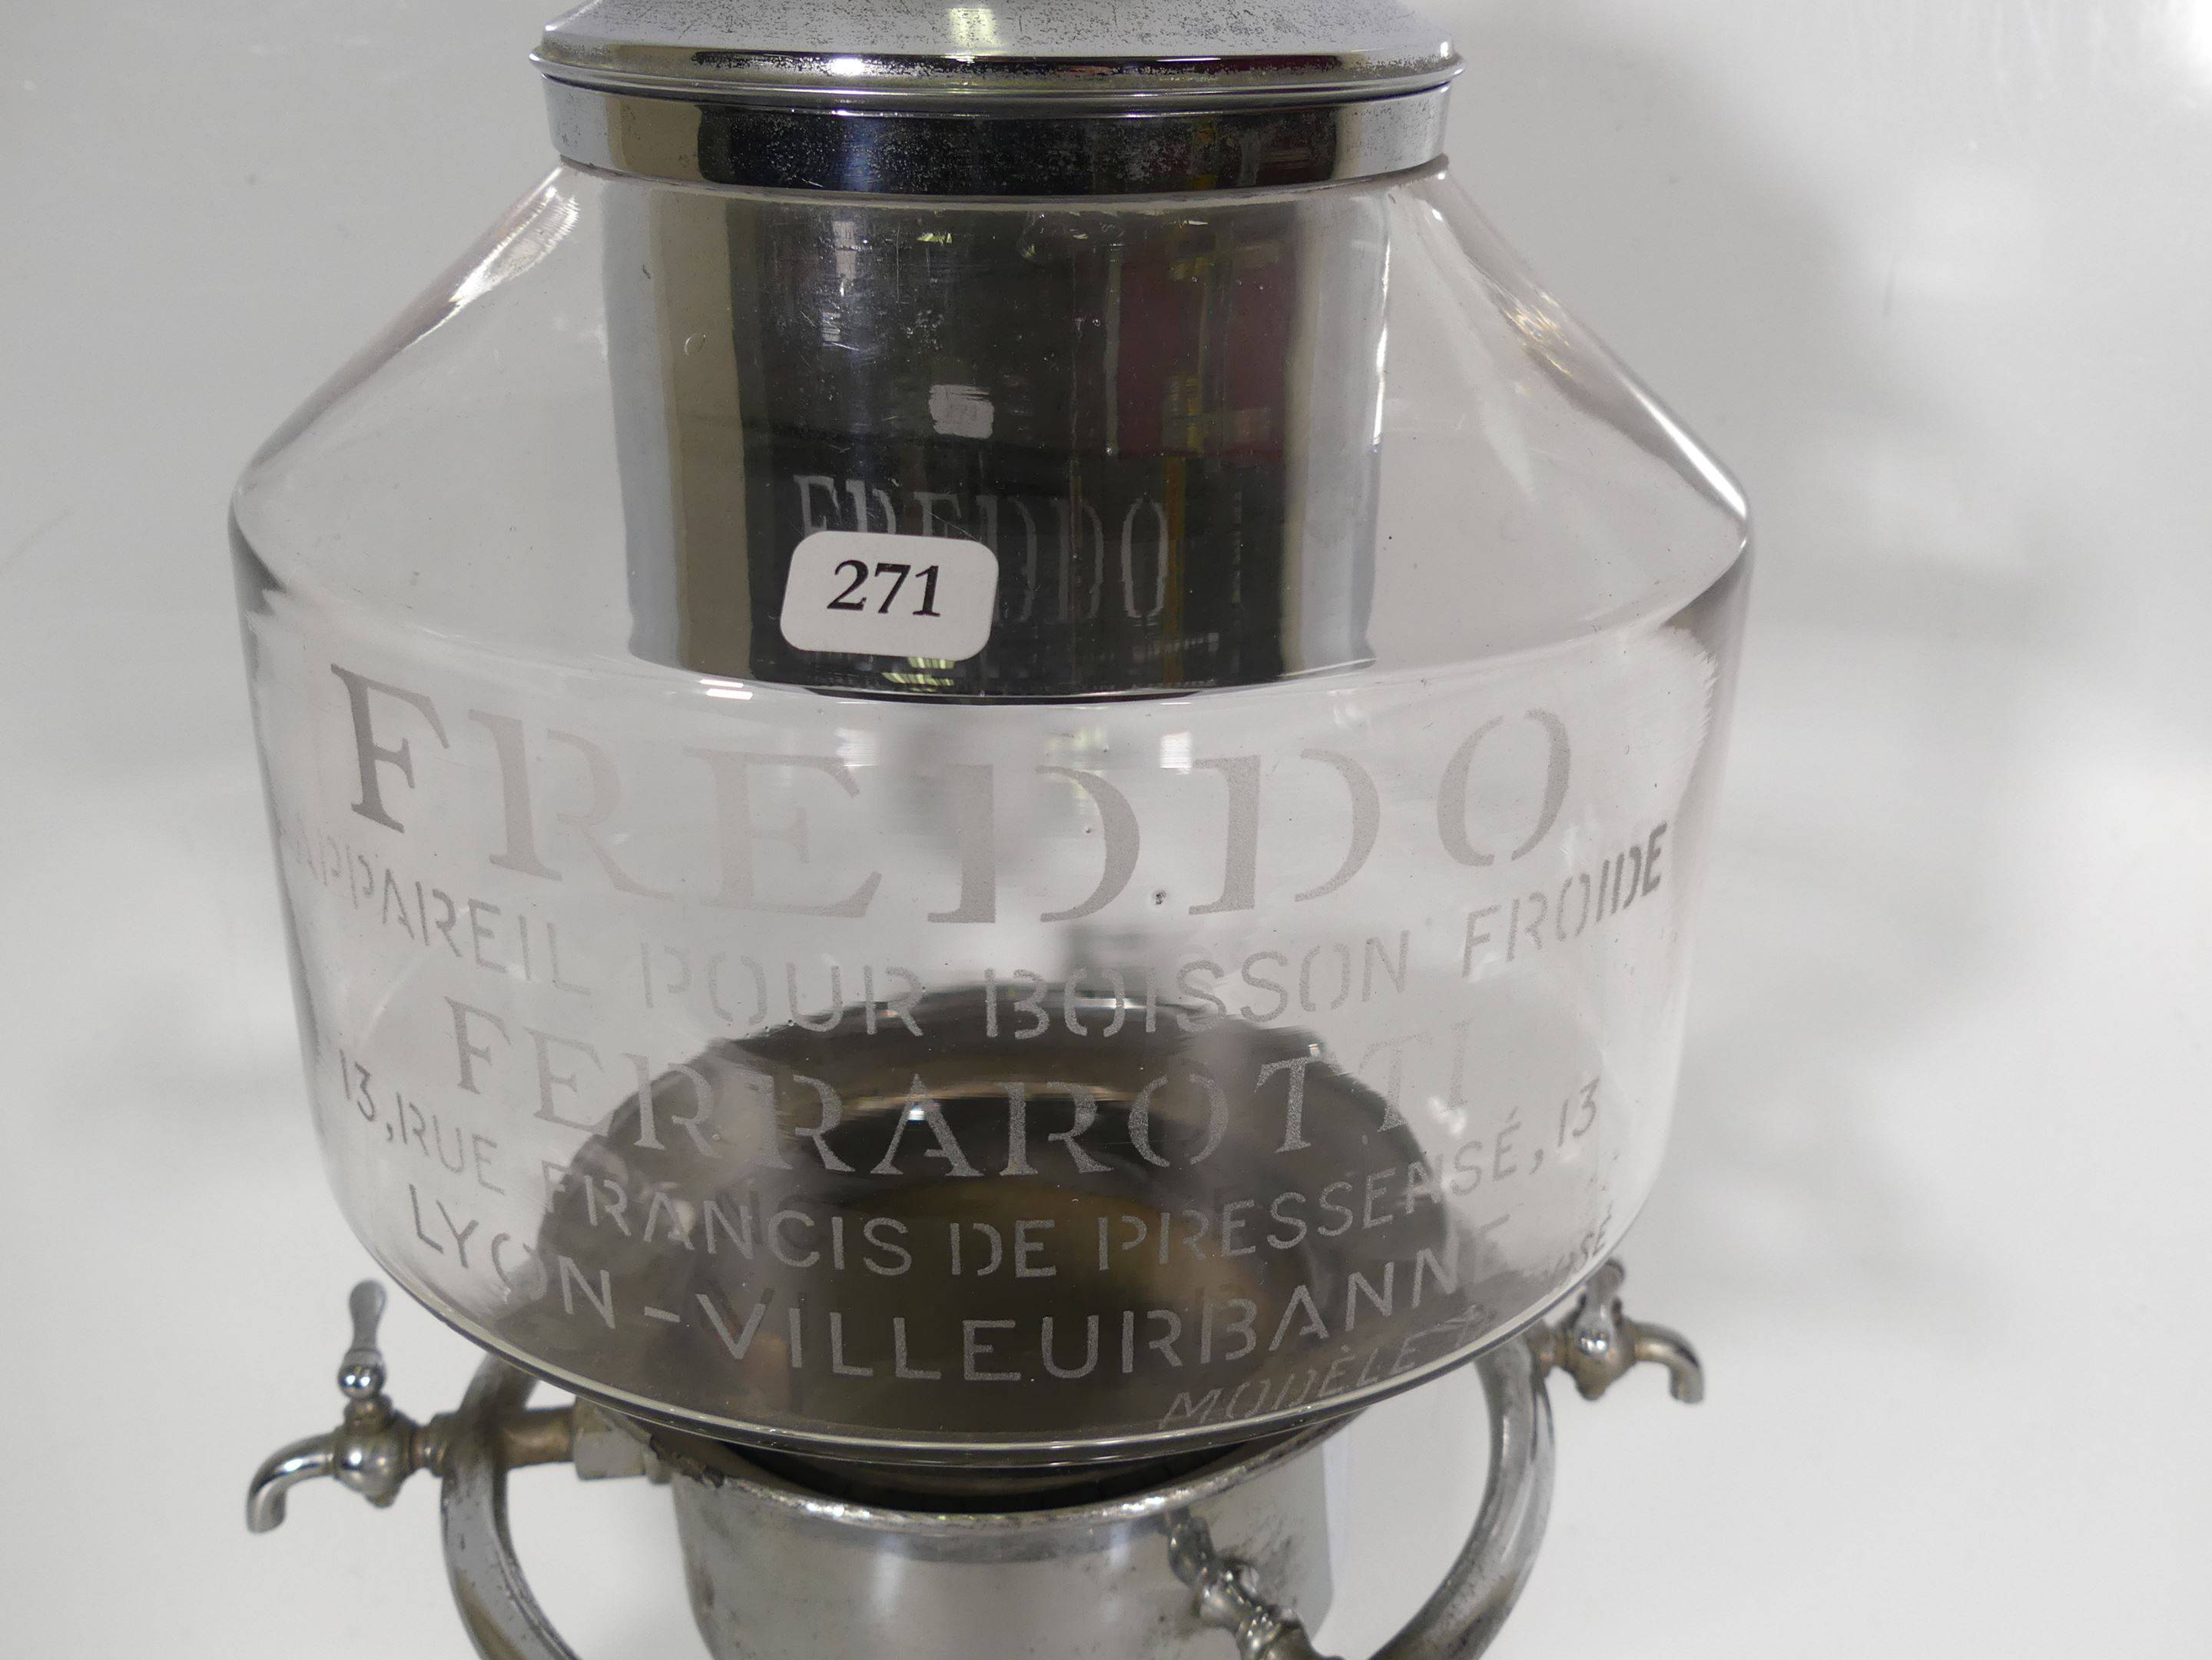 FREDDO
271
FREDDO
APPAREIL POUR BOISSON FROIDE
FERRAROTTI
13, RUE FRANCIS DE PRESSENSÉ, 13
LYON-VILLEURBANNE
MODÈLE